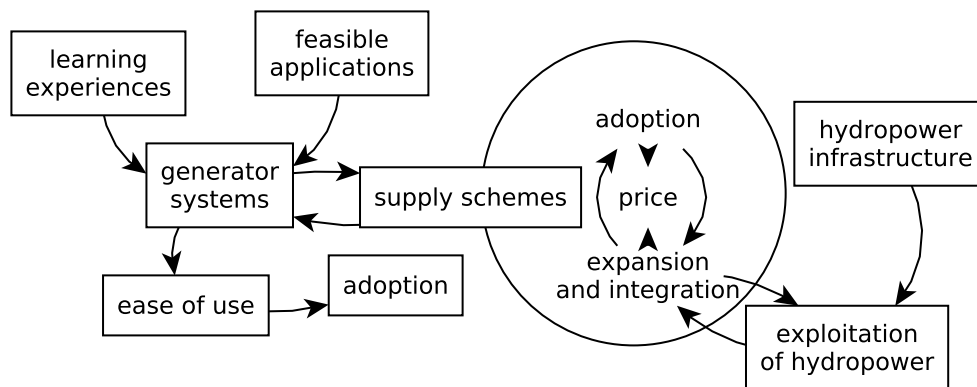 learning
experiences
feasible
applications
generator
systems
supply schemes
ease of use
adoption
adoption
price
expansion
and integration
hydropower
infrastructure
exploitation
of hydropower